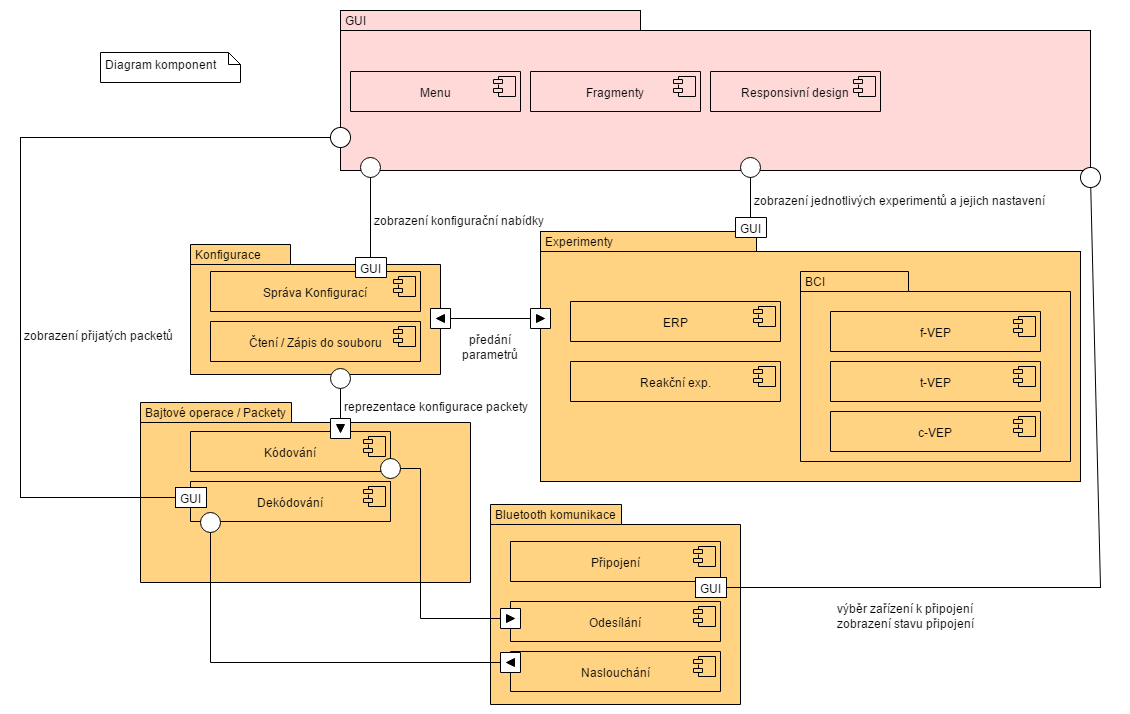 GUI
Diagram komponent
Menu
Fragmenty
Responsivní design
zobrazení jednotlivých experimentů a jejich nastavení
zobrazení konfigurační nabídky
GUI
Experimenty
Konfigurace
GUI
BCI
Správa Konfigurací
ERP
f-VEP
zobrazení přijatých packetů
Čtení / Zápis do souboru
předání
parametrů
Reakční exp.
t-VEP
reprezentace konfigurace packety
Bajtové operace / Packety
c-VEP
Kódování
GUI
Dekódování
Bluetooth komunikace
Připojení
GUI
výběr zařízení k připojení
zobrazení stavu připojení
Odesílání
Naslouchání